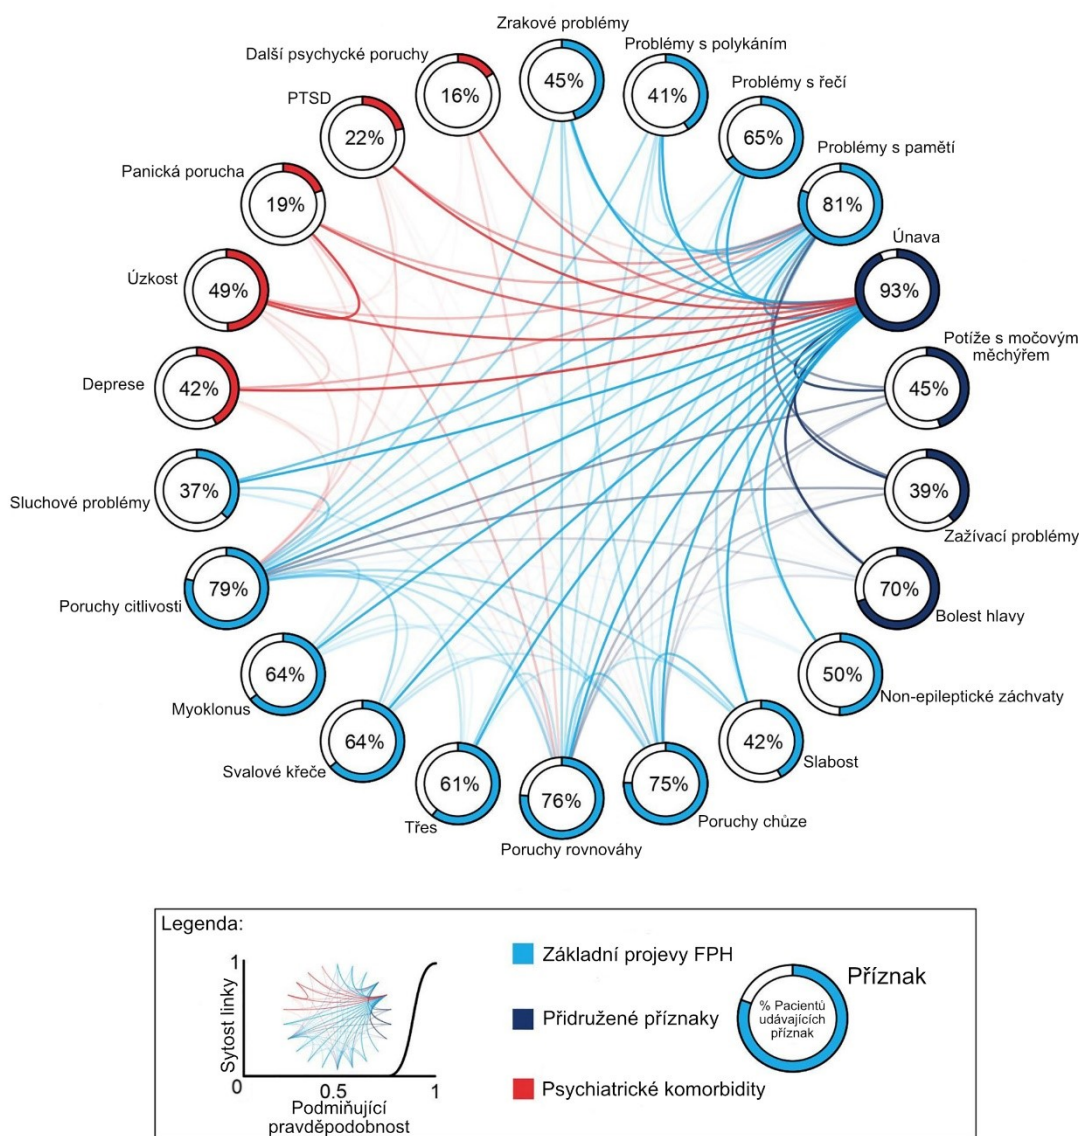 Zrakové problémy
45%
Problémy s polykáním
41%
Problémy s řečí
65%
Problémy s pamětí
81%
Únava
93%
Potíže s močovým
měchýřem
45%
39%
Zažívací problémy
70%
Bolest hlavy
50%
Non-epileptické záchvaty
42%
Slabost
75%
Poruchy chůze
76%
Poruchy rovnováhy
61%
Třes
64%
Svalové křeče
64%
Myoklonus
79%
Poruchy citlivosti
37%
Sluchové problémy
Deprese
42%
Úzkost
49%
Panická porucha
19%
PTSD
22%
Další psychycké poruchy
16%
Legenda:
Sytost linky
1
0
0.5
1
Podmiňující
pravděpodobnost
Základní projevy FPH
Přidružené příznaky
Psychiatrické komorbidity
Příznak
% Pacientů
udávajících
příznak